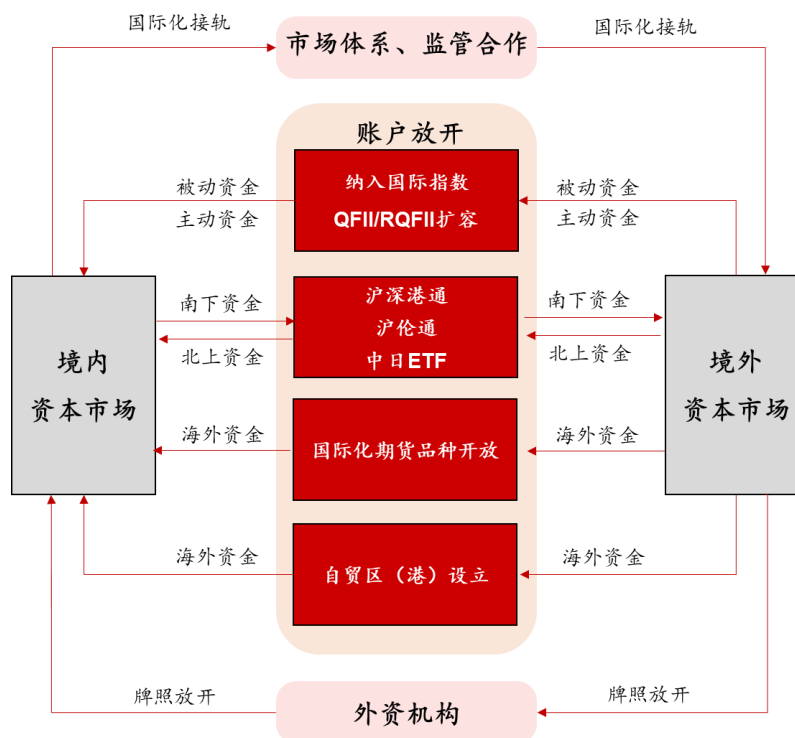 国际化接轨
市场体系、监管合作
国际化接轨
账户放开
被动资金
主动资金
纳入国际指数
QFII/RQFII扩容
被动资金
主动资金
南下资金
北上资金
沪深港通
沪伦通
中日ETF
南下资金
北上资金
境内
资本市场
境外
资本市场
海外资金
国际化期货品种开放
海外资金
海外资金
自贸区（港）设立
海外资金
牌照放开
外资机构
牌照放开